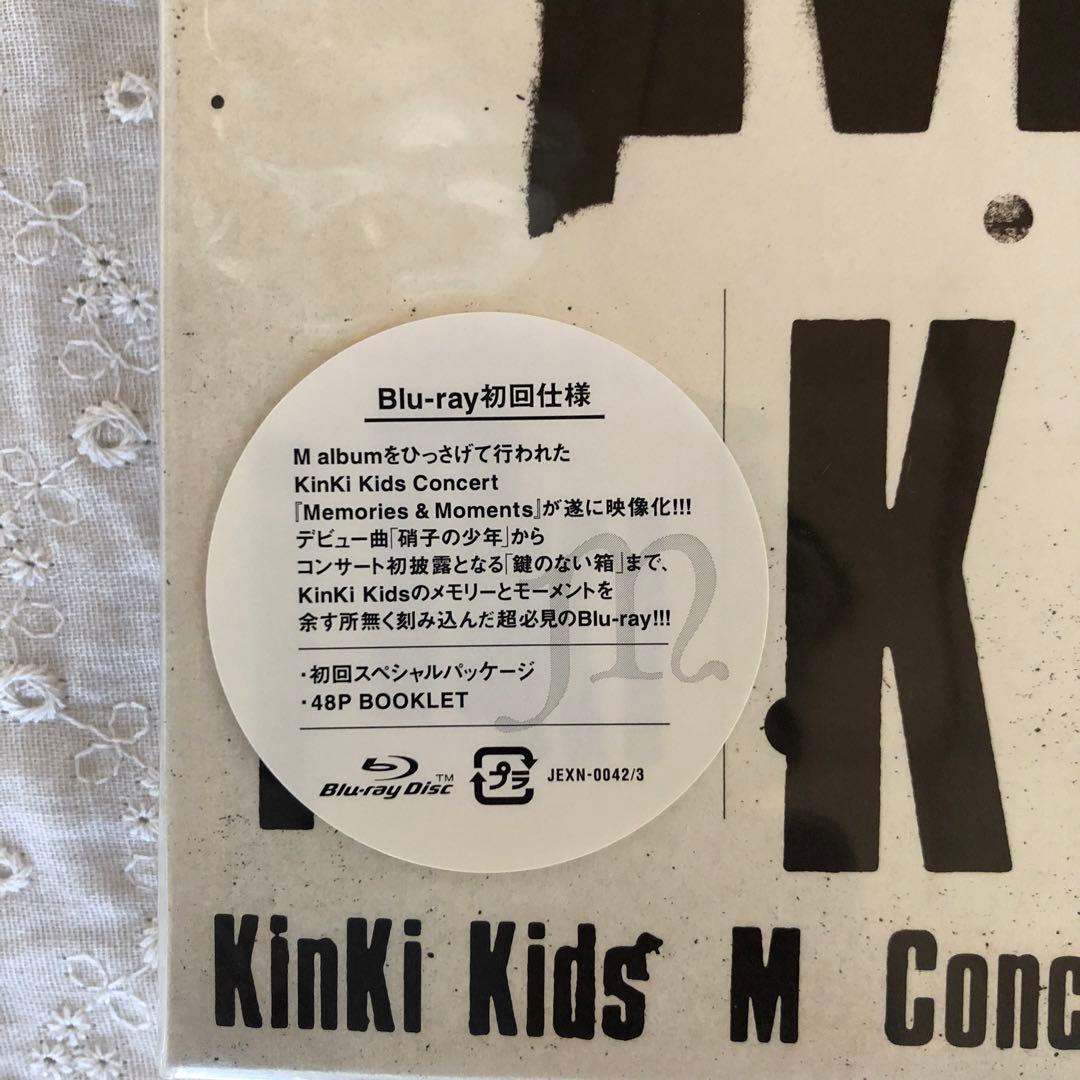 M
K
Blu-ray初回仕様
M albumをひっさげて行われた
KinKi Kids Concert
『Memories & Moments』が遂に映像化!!!
デビュー曲「硝子の少年」から
コンサート初披露となる「鍵のない箱」まで、
KinKi Kidsのメモリーとモーメントを
余す所無く刻み込んだ超必見のBlu-ray!!!
・初回スペシャルパッケージ
・48P BOOKLET
M
Blu-ray Disc™
プラ
JEXN-0042/3
KinKi Kids M Conc